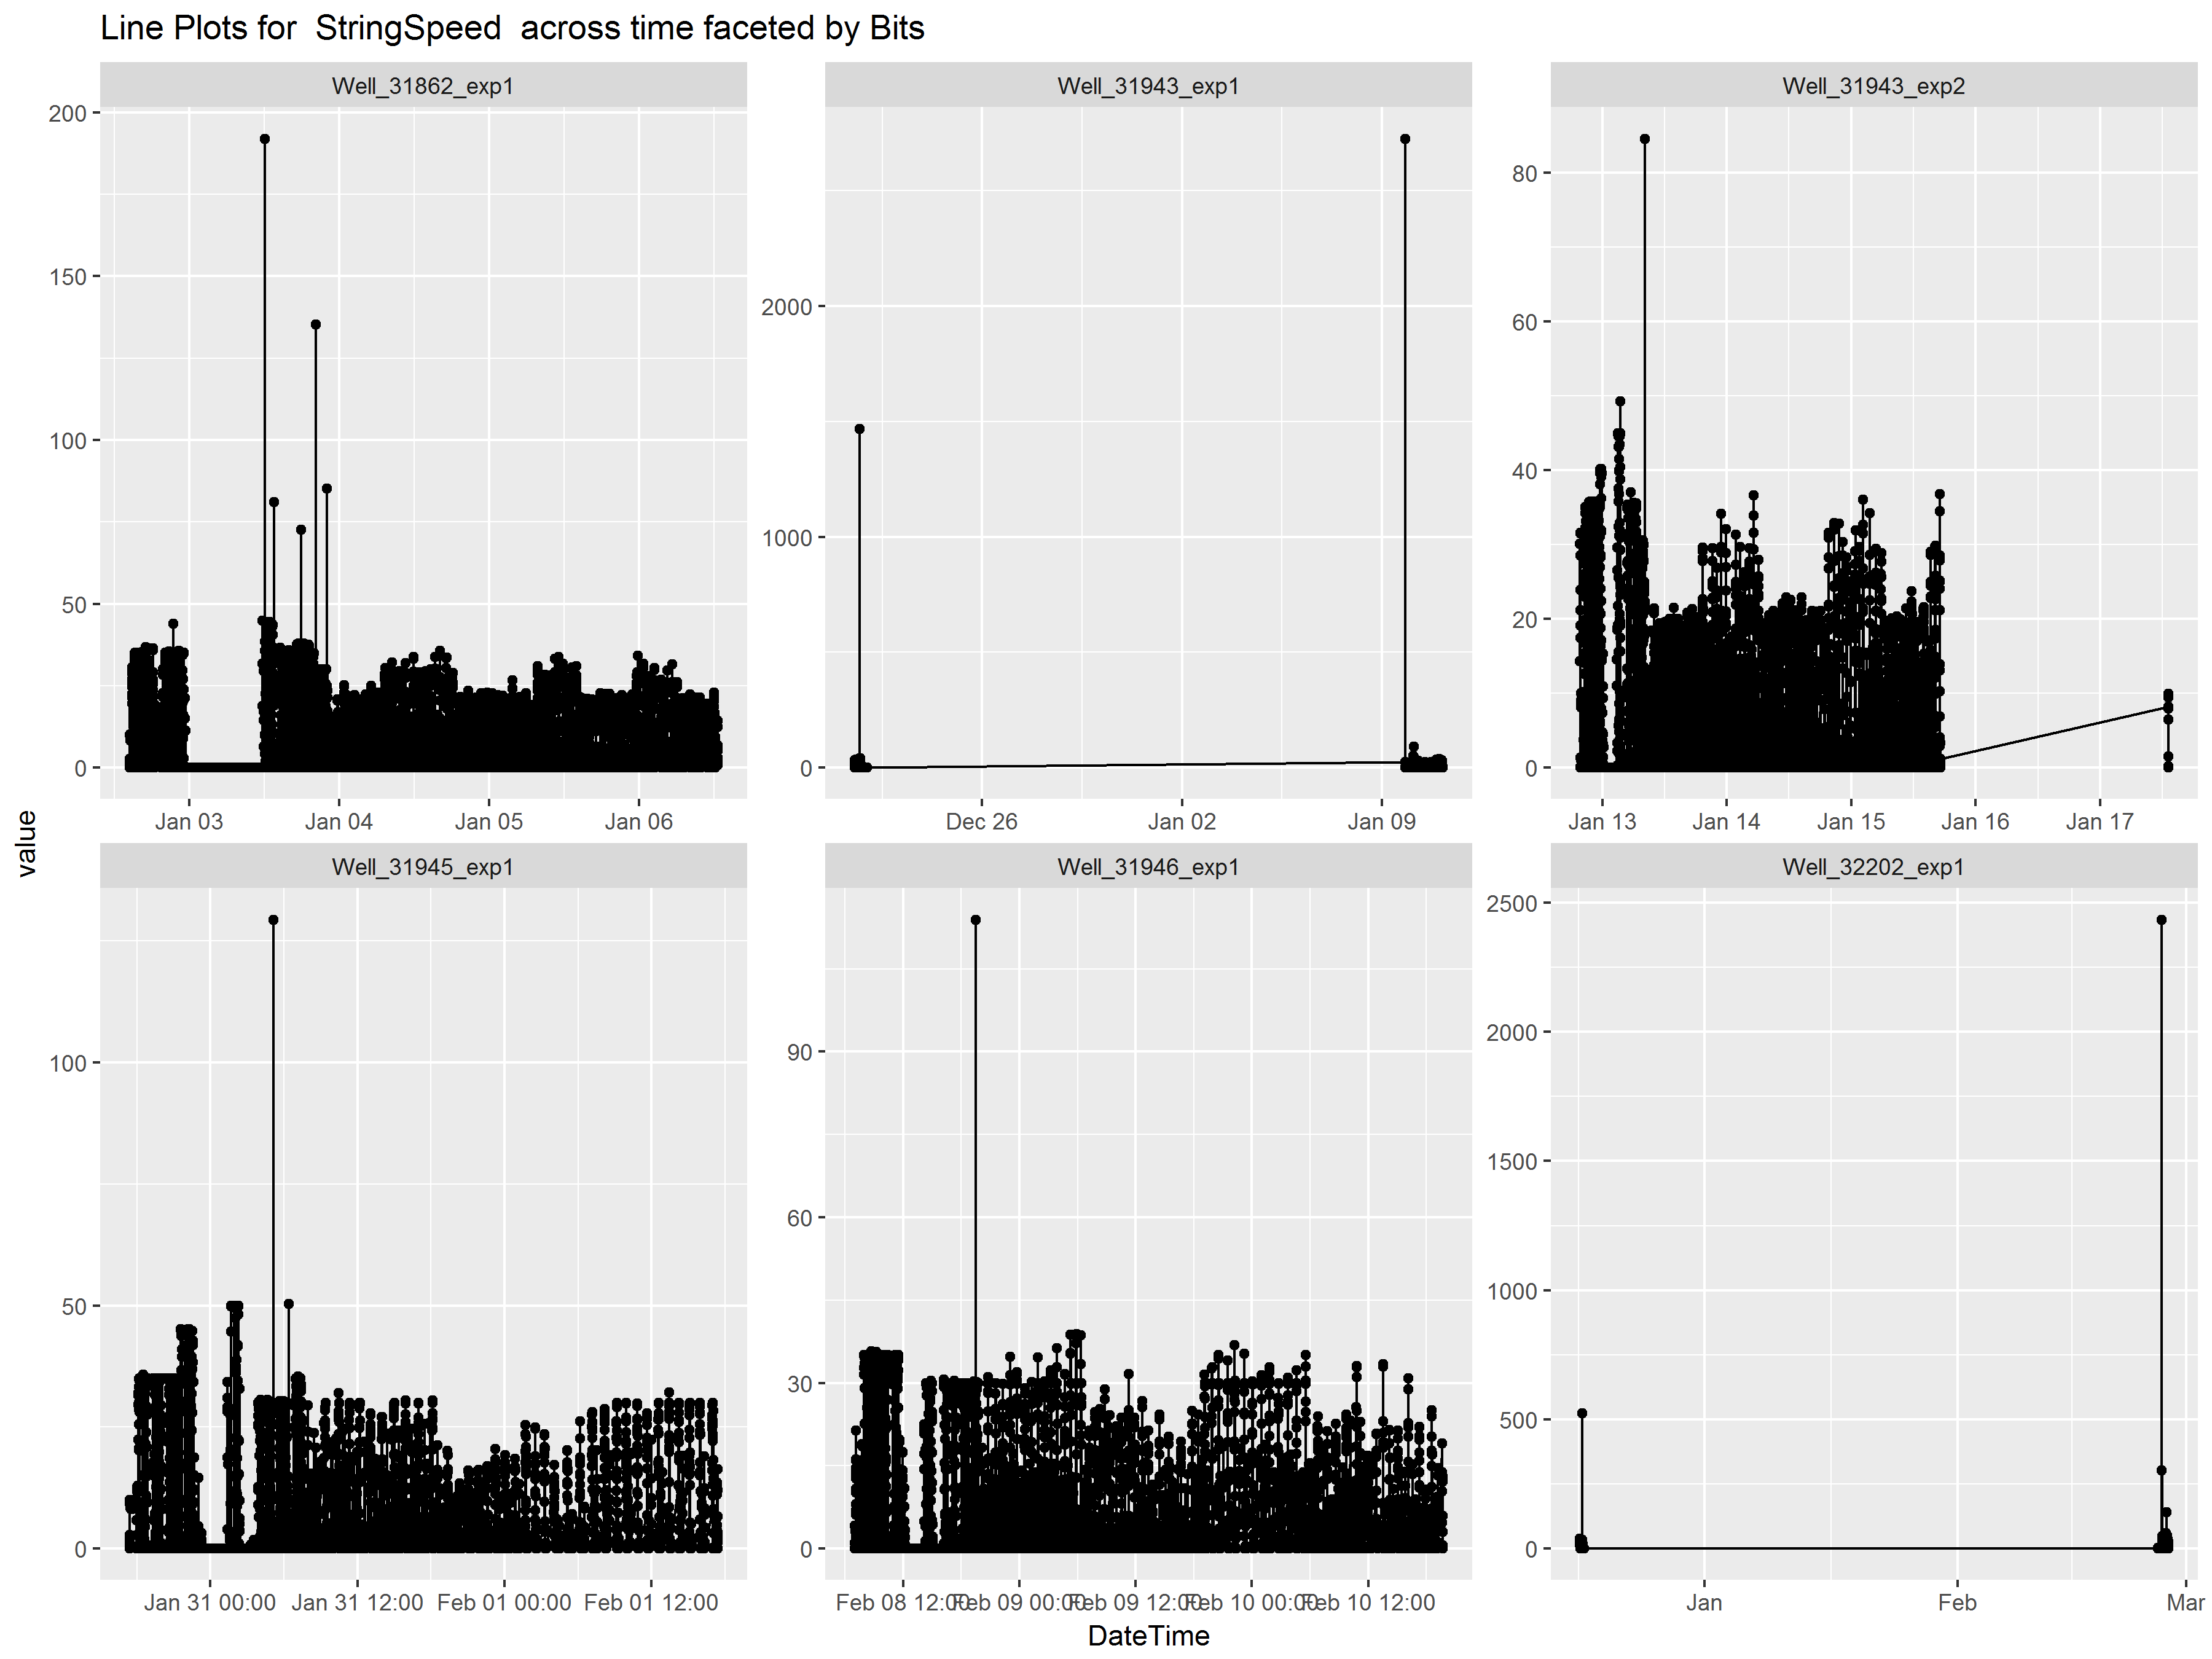 Line Plots for  StringSpeed  across time faceted by Bits
Well_31862_exp1
200
150
100
50
0
Jan 03 Jan 04 Jan 05 Jan 06
Well_31943_exp1
2000
1000
0
Dec 26 Jan 02 Jan 09
Well_31943_exp2
80
60
40
20
0
Jan 13 Jan 14 Jan 15 Jan 16 Jan 17
value
Well_31945_exp1
100
50
0
Jan 31 00:00 Jan 31 12:00 Feb 01 00:00 Feb 01 12:00
Well_31946_exp1
90
60
30
0
Feb 08 12:00 Feb 09 00:00 Feb 09 12:00 Feb 10 00:00 Feb 10 12:00
Well_32202_exp1
2500
2000
1500
1000
500
0
Jan Feb Mar
DateTime